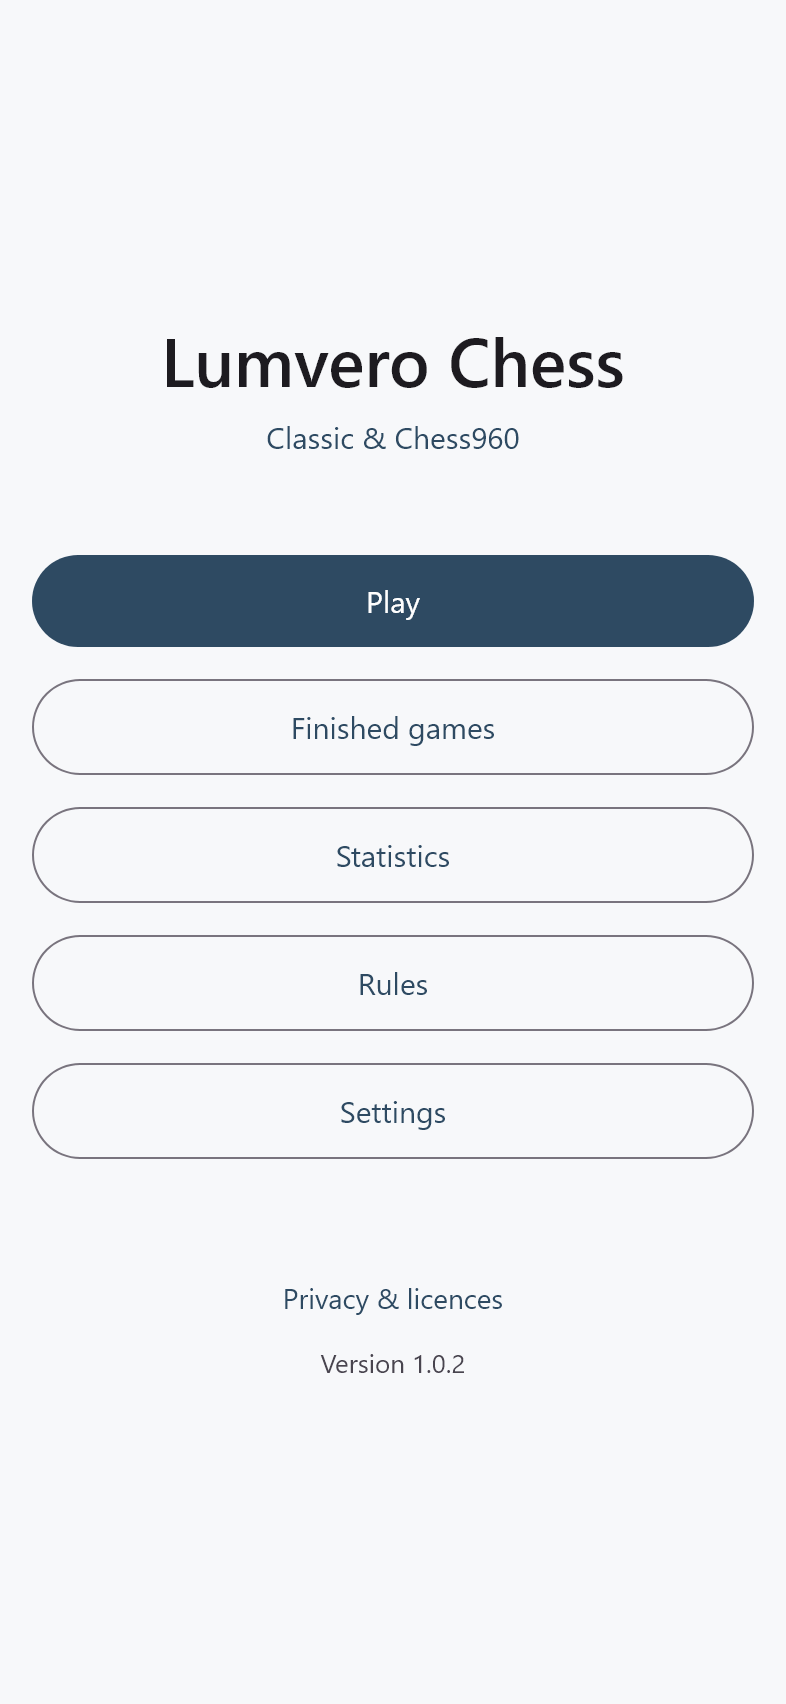 Lumvero Chess
Classic & Chess960
Play
Finished games
Statistics
Rules
Settings
Privacy & licences
Version 1.0.2